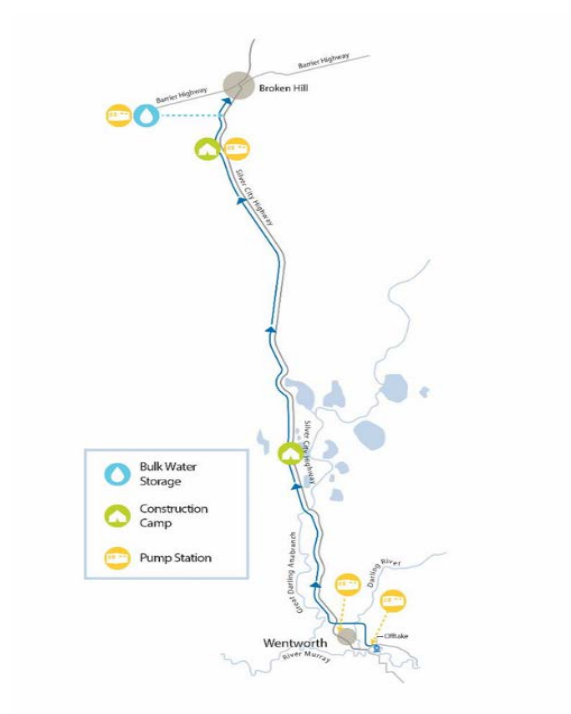 Barrier Highway
Broken Hill
Barrier Highway
Silver City Highway
Silver City Highway
Bulk Water
Storage
Construction
Camp
Pump Station
Great Darling Anabranch
Darling River
Offtake
Wentworth
River Murray